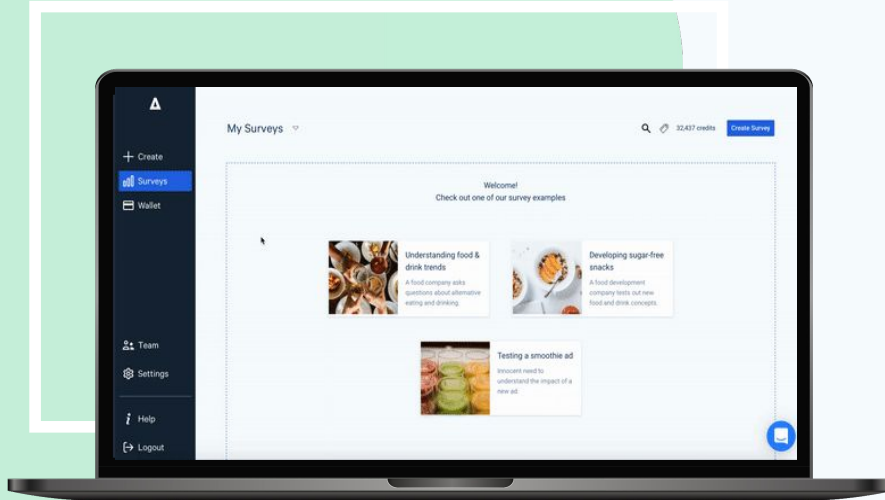 My Surveys
32,437 credits
Create Survey
Create
Surveys
Wallet
Team
Settings
Help
Logout
Welcome!
Check out one of our survey examples
Understanding food &
drink trends
A food company asks
questions about alternative
eating and drinking.
Developing sugar-free
snacks
A food development
company tests out new
food and drink concepts.
Testing a smoothie ad
Innocent need to
understand the impact of a
new ad